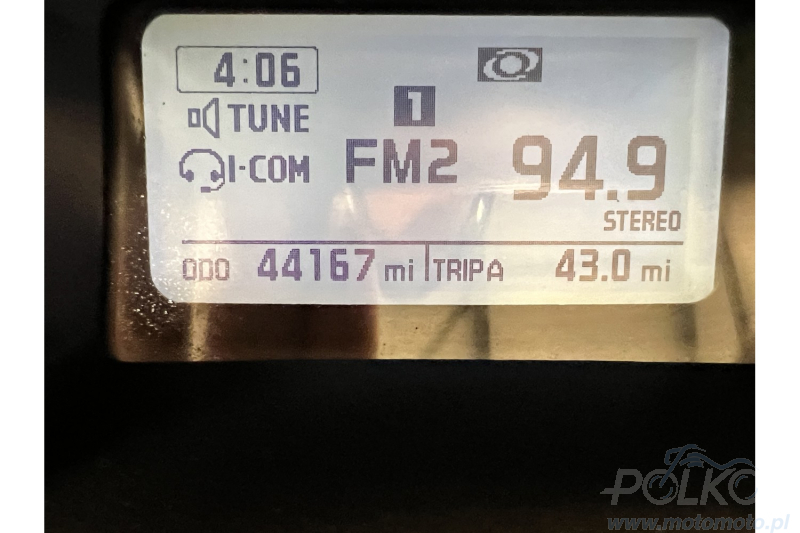 4:06
TUNE
1
I-COM
FM2 94.9
STEREO
ODO 44167 mi TRIP A 43.0 mi
POLKO
www.motomoto.pl